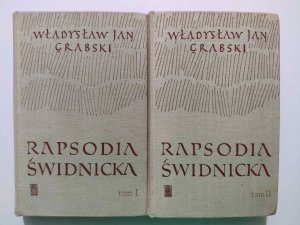 WŁADYSŁAW JAN
GRABSKI
RAPSODIA
ŚWIDNICKA
tom I
WŁADYSŁAW JAN
GRABSKI
RAPSODIA
ŚWIDNICKA
tom II